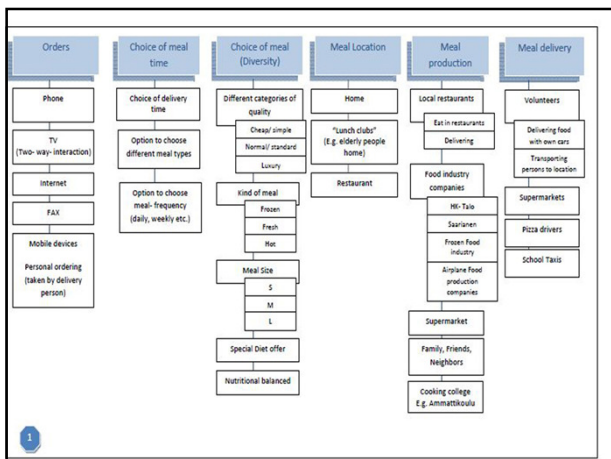 Orders
Phone
TV
(Two- way- interaction)
Internet
FAX
Mobile devices
Personal ordering
(taken by delivery
person)
Choice of meal
time
Choice of delivery
time
Option to choose
different meal types
Option to choose
meal- frequency
(daily, weekly etc.)
Choice of meal
(Diversity)
Different categories of
quality
Cheap/ simple
Normal/ standard
Luxury
Kind of meal
Frozen
Fresh
Hot
Meal Size
S
M
L
Special Diet offer
Nutritional balanced
Meal Location
Home
"Lunch clubs"
(E.g. elderly people
home)
Restaurant
Meal
production
Local restaurants
Eat in restaurants
Delivering
Food industry
companies
HK- Talo
Saarianen
Frozen Food
industry
Airplane Food
production
companies
Supermarket
Family, Friends,
Neighbors
Cooking college
E.g. Ammattikoulu
Meal delivery
Volunteers
Delivering food
with own cars
Transporting
persons to location
Supermarkets
Pizza drivers
School Taxis
1